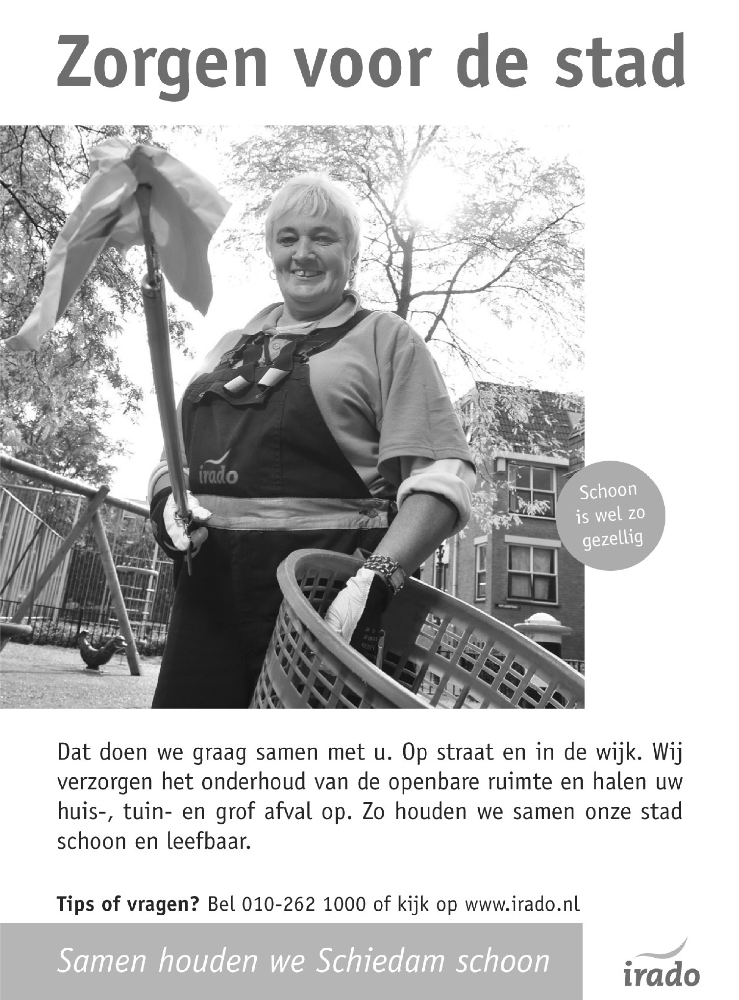 Zorgen voor de stad
irado
Schoon
is wel zo
gezellig
Dat doen we graag samen met u. Op straat en in de wijk. Wij
verzorgen het onderhoud van de openbare ruimte en halen uw
huis-, tuin- en grof afval op. Zo houden we samen onze stad
schoon en leefbaar.
Tips of vragen? Bel 010-262 1000 of kijk op www.irado.nl
Samen houden we Schiedam schoon
irado